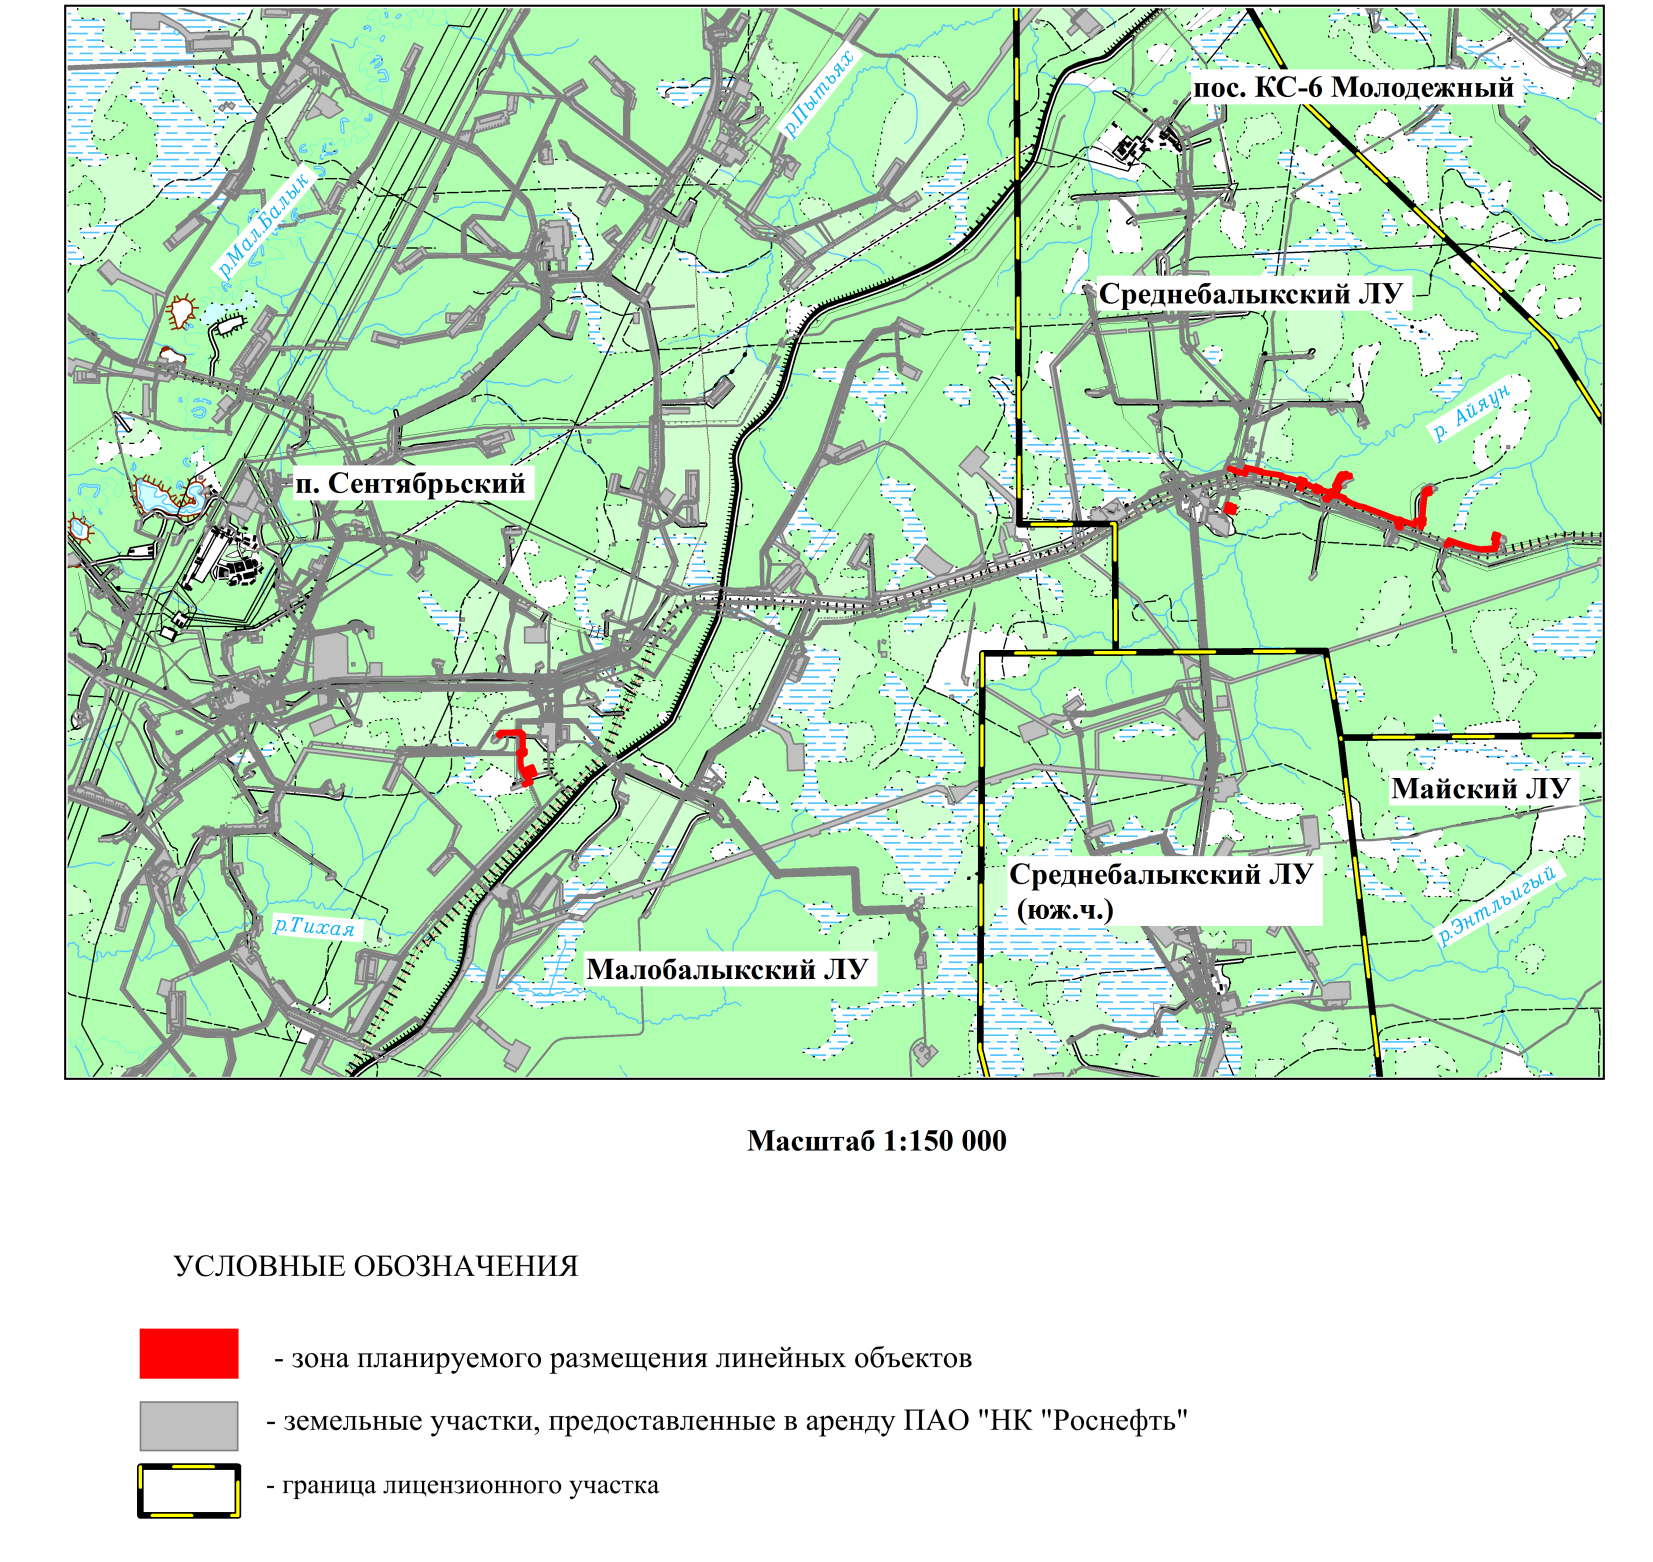 пос. КС-6 Молодежный
р.Пытьях
р.Мал.Балык
Среднебалыкский ЛУ
р. Айяун
п. Сентябрьский
Майский ЛУ
Среднебалыкский ЛУ
(юж.ч.)
р.Энтльигый
р.Тихая
Малобалыкский ЛУ
Масштаб 1:150 000
УСЛОВНЫЕ ОБОЗНАЧЕНИЯ
- зона планируемого размещения линейных объектов
- земельные участки, предоставленные в аренду ПАО "НК "Роснефть"
- граница лицензионного участка